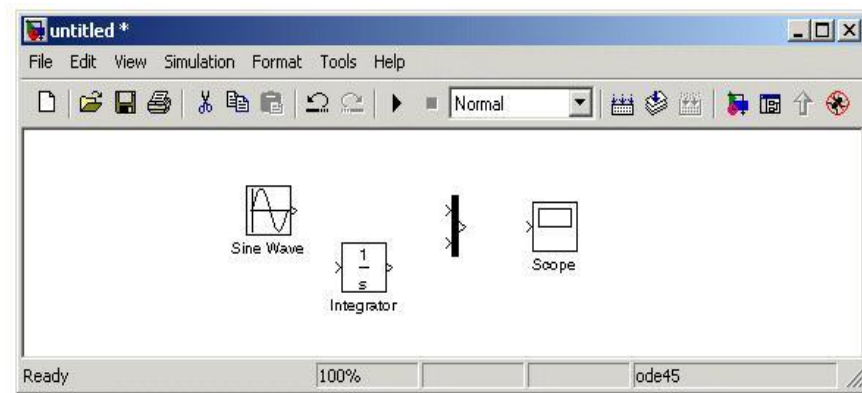 untitled *
File Edit View Simulation Format Tools Help
Normal
Sine Wave
1
s
Integrator
Scope
Ready 100% ode45